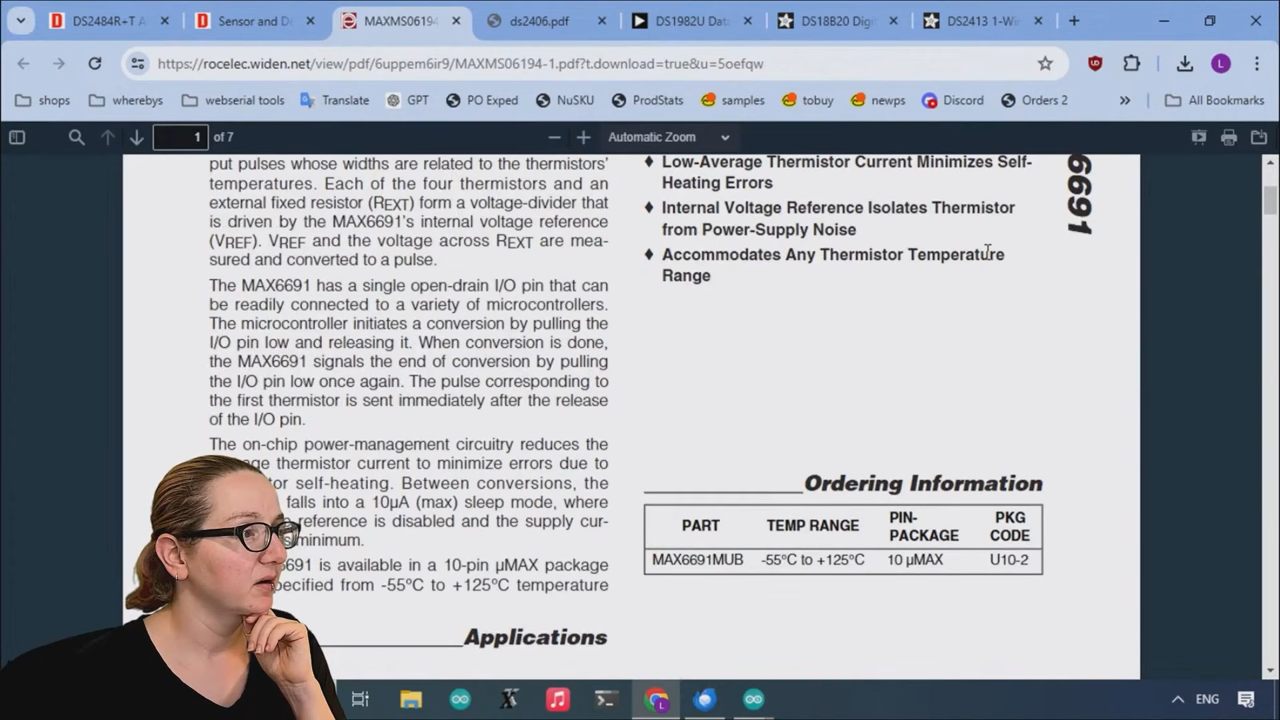 DS2484R+T A
Sensor and D
MAXMS06194
ds2406.pdf
DS1982U Dat
DS18B20 Dig
DS2413 1-Wi
https://rocelec.widen.net/view/pdf/6uppem6ir9/MAXMS06194-1.pdf?t.download=true&u=5oefqw
L
shops
wherebys
webserial tools
Translate
GPT
PO Exped
NuSKU
ProdStats
samples
tobuy
newps
Discord
Orders 2
All Bookmarks
1 of 7
Automatic Zoom
put pulses whose widths are related to the thermistors'
temperatures. Each of the four thermistors and an
external fixed resistor (REXT) form a voltage-divider that
is driven by the MAX6691's internal voltage reference
(VREF). VREF and the voltage across REXT are mea-
sured and converted to a pulse.
The MAX6691 has a single open-drain I/O pin that can
be readily connected to a variety of microcontrollers.
The microcontroller initiates a conversion by pulling the
I/O pin low and releasing it. When conversion is done,
the MAX6691 signals the end of conversion by pulling
the I/O pin low once again. The pulse corresponding to
the first thermistor is sent immediately after the release
of the I/O pin.
The on-chip power-management circuitry reduces the
thermistor current to minimize errors due to
self-heating. Between conversions, the
falls into a 10µA (max) sleep mode, where
reference is disabled and the supply cur-
minimum.
is available in a 10-pin µMAX package
from -55°C to +125°C temperature
Applications
♦ Low-Average Thermistor Current Minimizes Self-
Heating Errors
♦ Internal Voltage Reference Isolates Thermistor
from Power-Supply Noise
♦ Accommodates Any Thermistor Temperature
Range
6691
Ordering Information
PART TEMP RANGE PIN-PACKAGE PKG CODE
MAX6691MUB -55°C to +125°C 10 µMAX U10-2
ENG